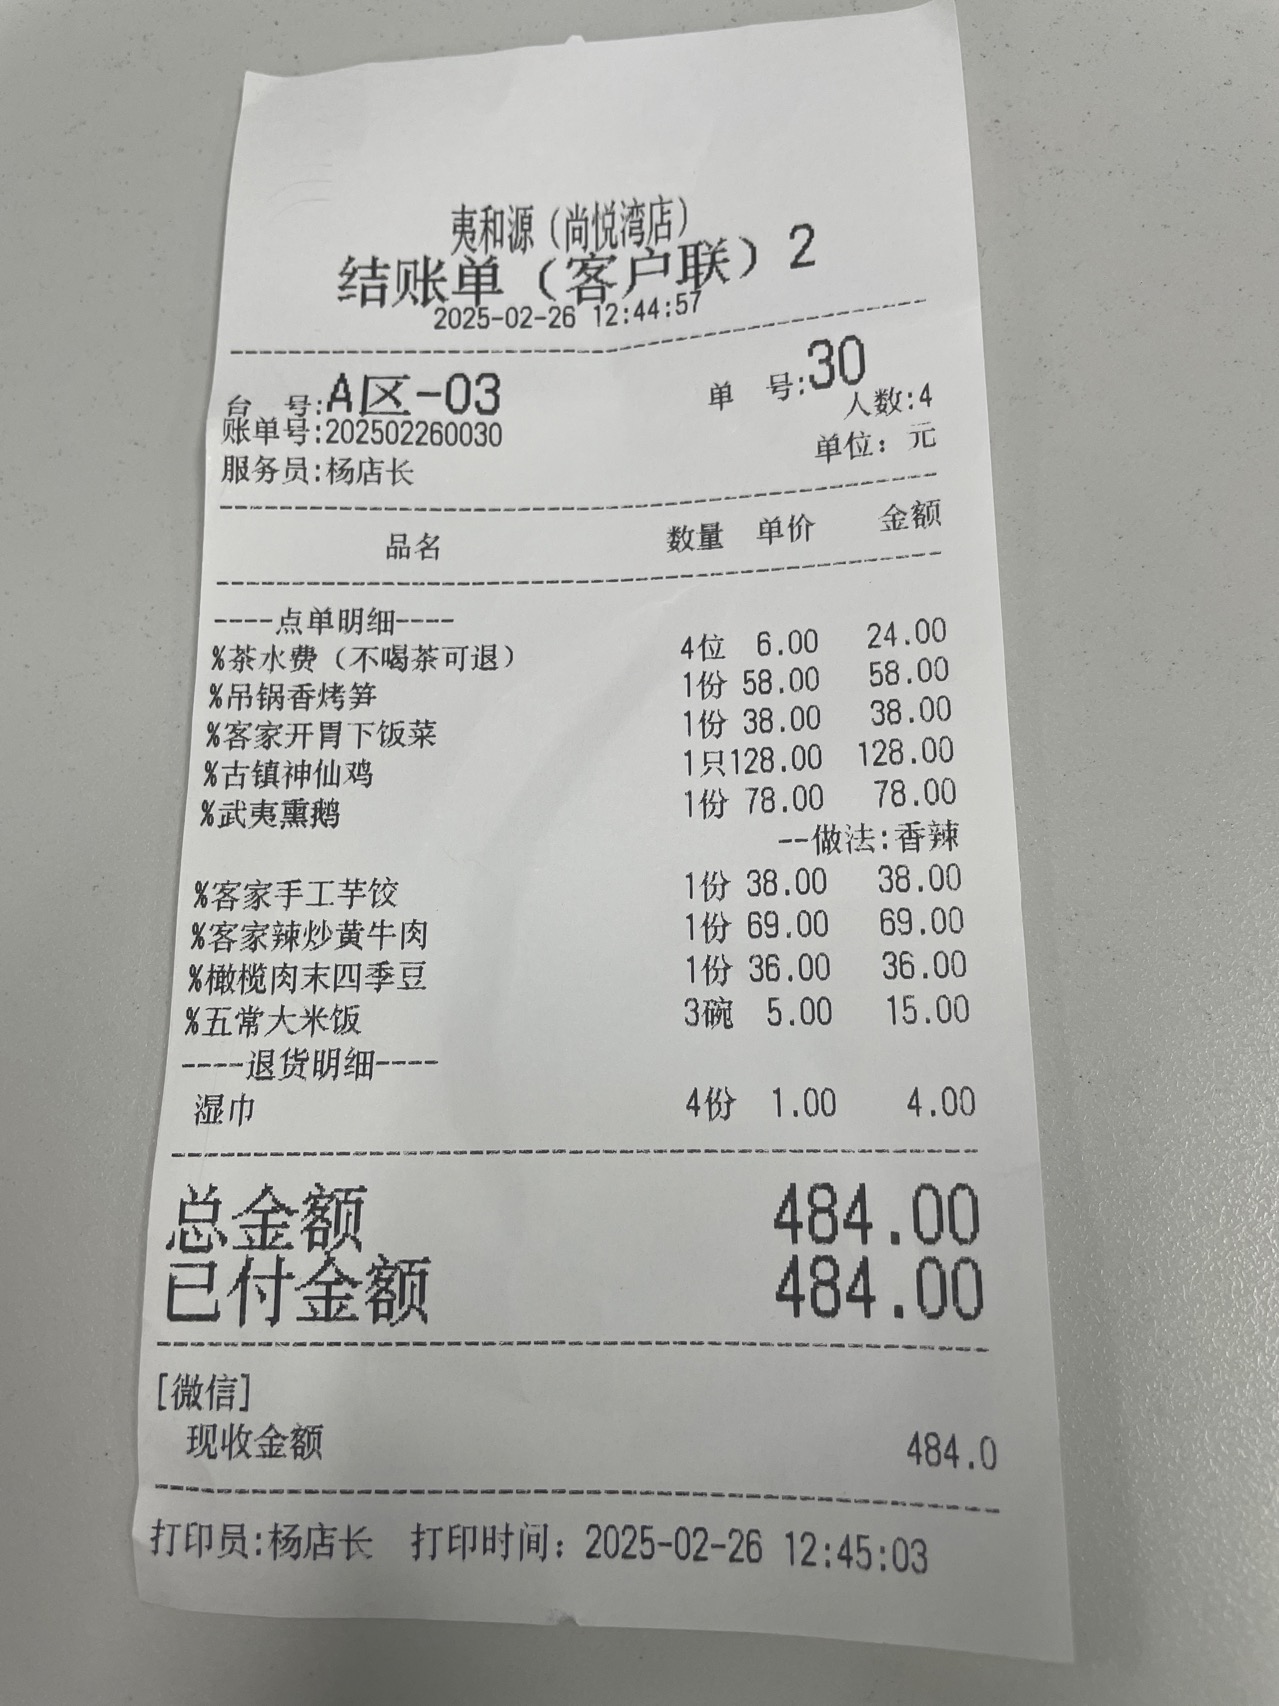 夷和源（尚悦湾店）
结账单（客户联）2
2025-02-26 12:44:57
台 号:A区-03 单 号:30
账单号:202502260030 人数:4
服务员:杨店长 单位：元
品名 数量 单价 金额
----点单明细----
%茶水费（不喝茶可退） 4位 6.00 24.00
%吊锅香烤笋 1份 58.00 58.00
%客家开胃下饭菜 1份 38.00 38.00
%古镇神仙鸡 1只128.00 128.00
%武夷熏鹅 1份 78.00 78.00
--做法:香辣
%客家手工芋饺 1份 38.00 38.00
%客家辣炒黄牛肉 1份 69.00 69.00
%橄榄肉末四季豆 1份 36.00 36.00
%五常大米饭 3碗 5.00 15.00
----退货明细----
湿巾 4份 1.00 4.00
总金额 484.00
已付金额 484.00
[微信]
现收金额 484.0
打印员:杨店长 打印时间：2025-02-26 12:45:03